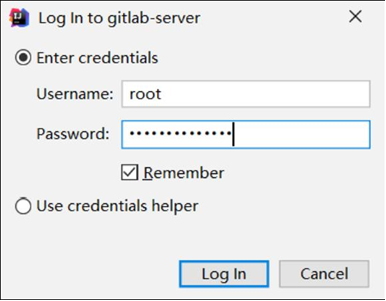 Log In to gitlab-server
Enter credentials
Username: root
Password: ••••••••••••••
Remember
Use credentials helper
Log In Cancel